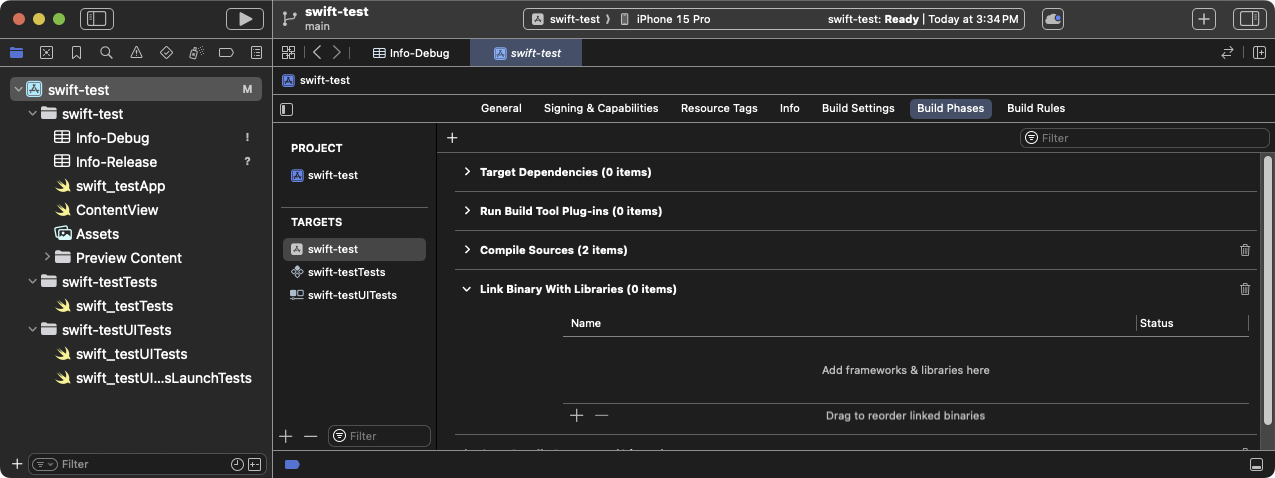 swift-test
main
swift-test
iPhone 15 Pro
swift-test: Ready | Today at 3:34 PM
Info-Debug
swift-test
swift-test
swift-test
M
swift-test
Info-Debug
!
Info-Release
?
swift_testApp
ContentView
Assets
Preview Content
swift-testTests
swift_testTests
swift-testUITests
swift_testUITests
swift_testUI...sLaunchTests
Filter
General
Signing & Capabilities
Resource Tags
Info
Build Settings
Build Phases
Build Rules
PROJECT
swift-test
TARGETS
swift-test
swift-testTests
swift-testUITests
Filter
Filter
Target Dependencies (0 items)
Run Build Tool Plug-ins (0 items)
Compile Sources (2 items)
Link Binary With Libraries (0 items)
Name
Status
Add frameworks & libraries here
Drag to reorder linked binaries